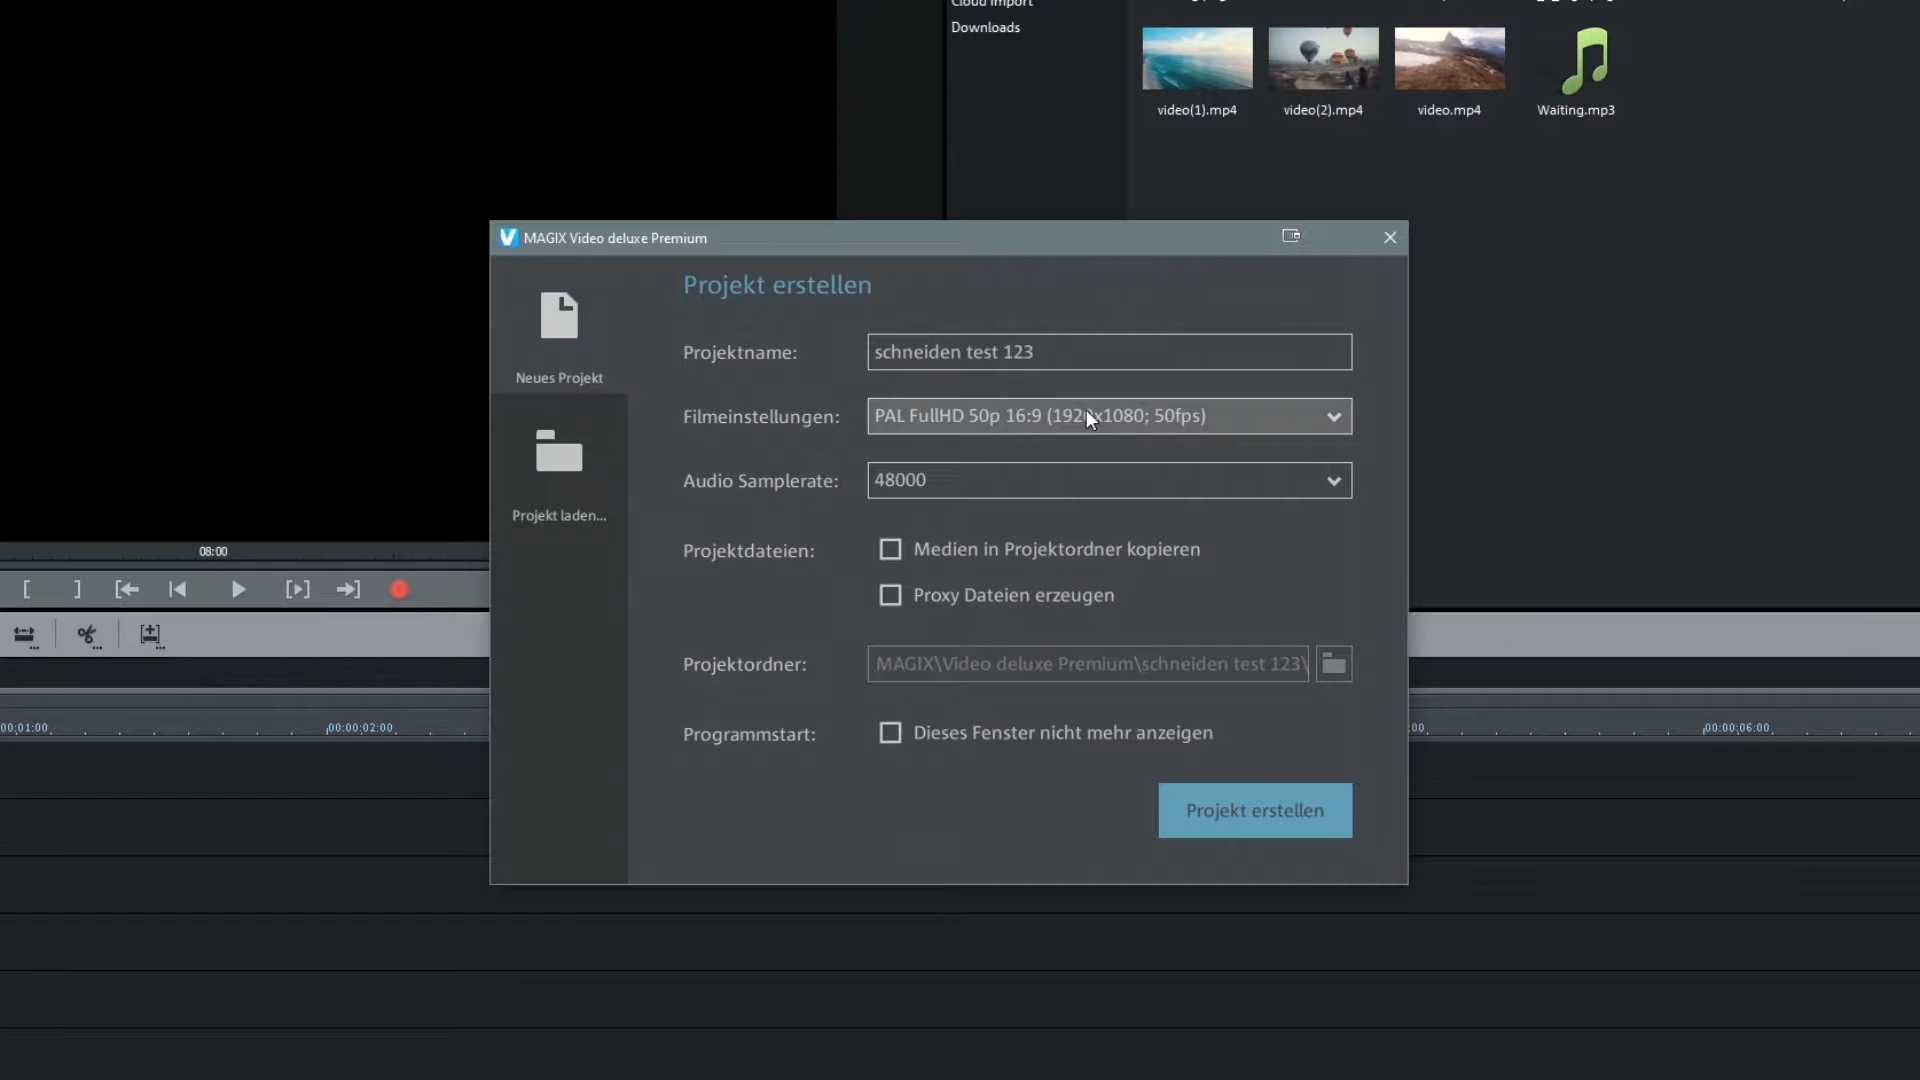 Cloud Import
Downloads
video(1).mp4
video(2).mp4
video.mp4
Waiting.mp3
MAGIX Video deluxe Premium
Projekt erstellen
Neues Projekt
Projekt laden...
Projektname:
schneiden test 123
Filmeinstellungen:
PAL FullHD 50p 16:9 (1920x1080; 50fps)
Audio Samplerate:
48000
Projektdateien:
Medien in Projektordner kopieren
Proxy Dateien erzeugen
Projektordner:
MAGIX\Video deluxe Premium\schneiden test 123\
Programmstart:
Dieses Fenster nicht mehr anzeigen
Projekt erstellen
08:00
00:01:00
00:00:02:00
:00
00:00:06:00